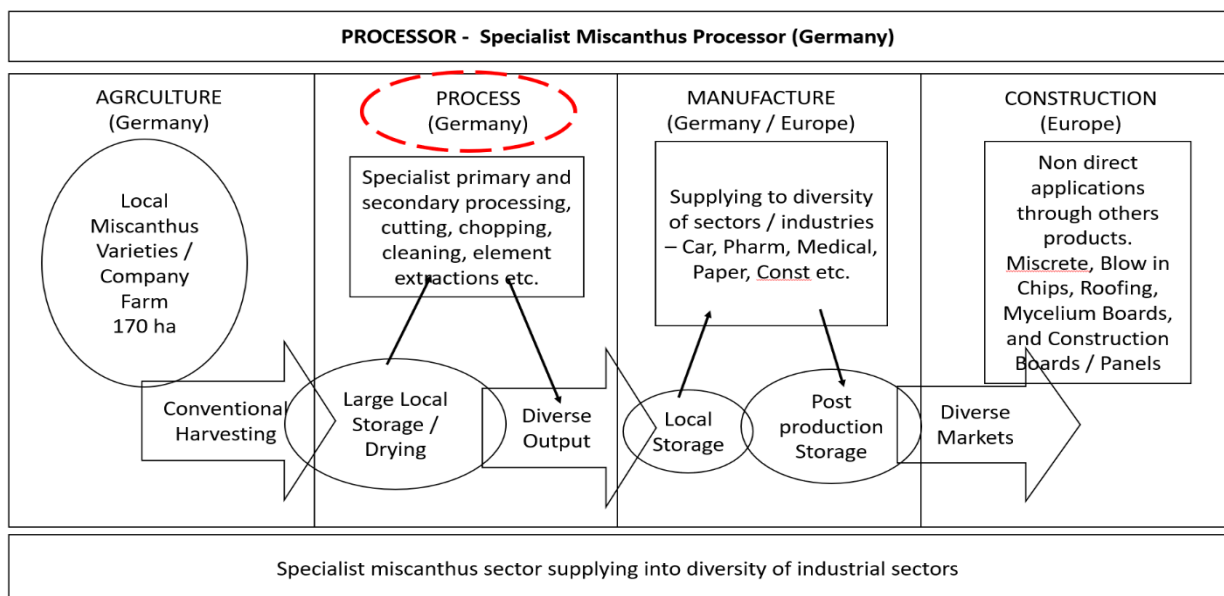 PROCESSOR - Specialist Miscanthus Processor (Germany)
AGRCULTURE
(Germany)
Local
Miscanthus
Varieties /
Company
Farm
170 ha
Conventional
Harvesting
PROCESS
(Germany)
Specialist primary and
secondary processing,
cutting, chopping,
cleaning, element
extractions etc.
Large Local
Storage /
Drying
Diverse
Output
MANUFACTURE
(Germany / Europe)
Supplying to diversity
of sectors / industries
– Car, Pharm, Medical,
Paper, Const etc.
Local
Storage
Post
production
Storage
CONSTRUCTION
(Europe)
Non direct
applications
through others
products.
Miscrete, Blow in
Chips, Roofing,
Mycelium Boards,
and Construction
Boards / Panels
Diverse
Markets
Specialist miscanthus sector supplying into diversity of industrial sectors